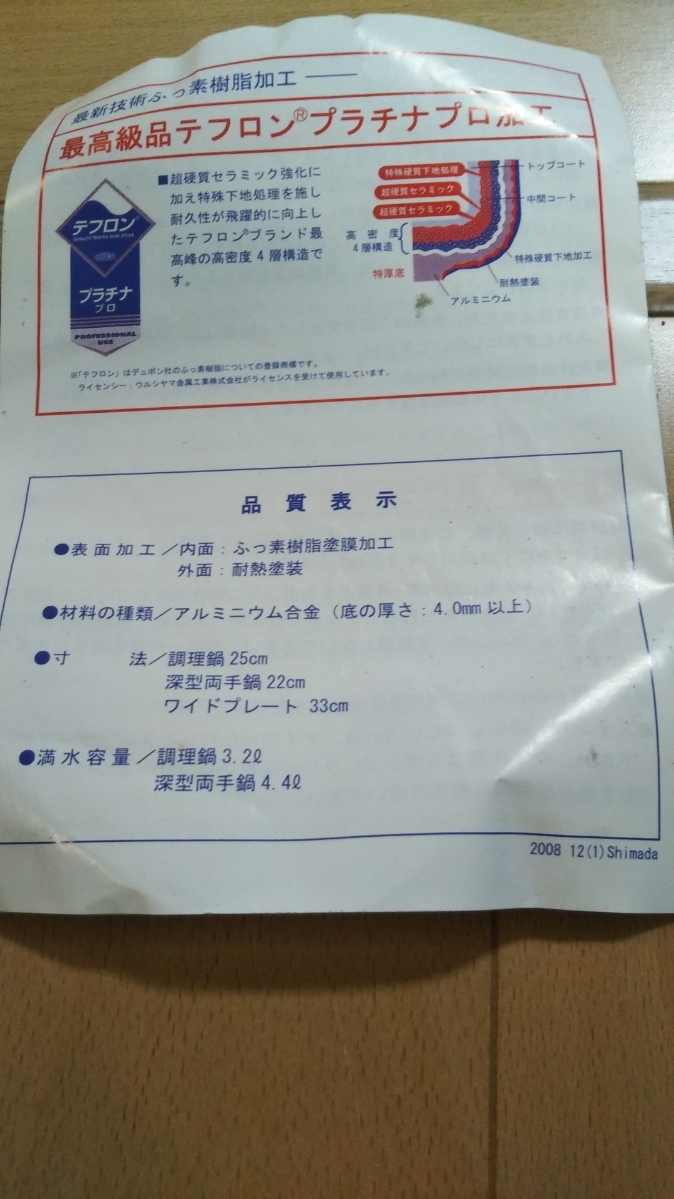 最新技術ふっ素樹脂加工
最高級品テフロン®プラチナプロ加工
テフロン
プラチナ
プロ
PROFESSIONAL
USE
■超硬質セラミック強化に
加え特殊下地処理を施し
耐久性が飛躍的に向上し
たテフロン®ブランド最
高峰の高密度4層構造で
す。
特殊硬質下地処理
超硬質セラミック
超硬質セラミック
高密度
4層構造
特厚底
トップコート
中間コート
特殊硬質下地加工
耐熱塗装
アルミニウム
※「テフロン」はデュポン社のふっ素樹脂についての登録商標です。
ライセンシー:ウルシヤマ金属工業株式会社がライセンスを受けて使用しています。
品質表示
●表面加工/内面:ふっ素樹脂塗膜加工
外面:耐熱塗装
●材料の種類/アルミニウム合金(底の厚さ:4.0mm以上)
●寸法/調理鍋25cm
深型両手鍋22cm
ワイドプレート 33cm
●満水容量/調理鍋3.2ℓ
深型両手鍋4.4ℓ
2008 12(1)Shimada